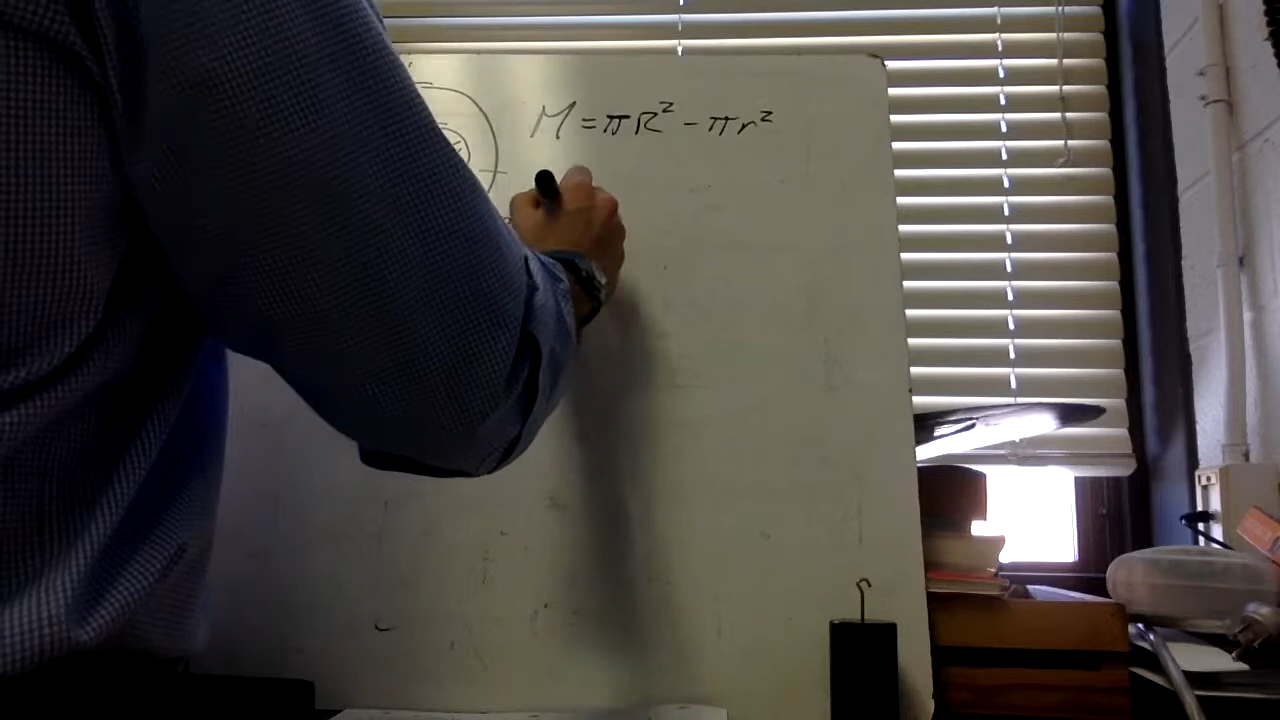 M = πR² - πr²